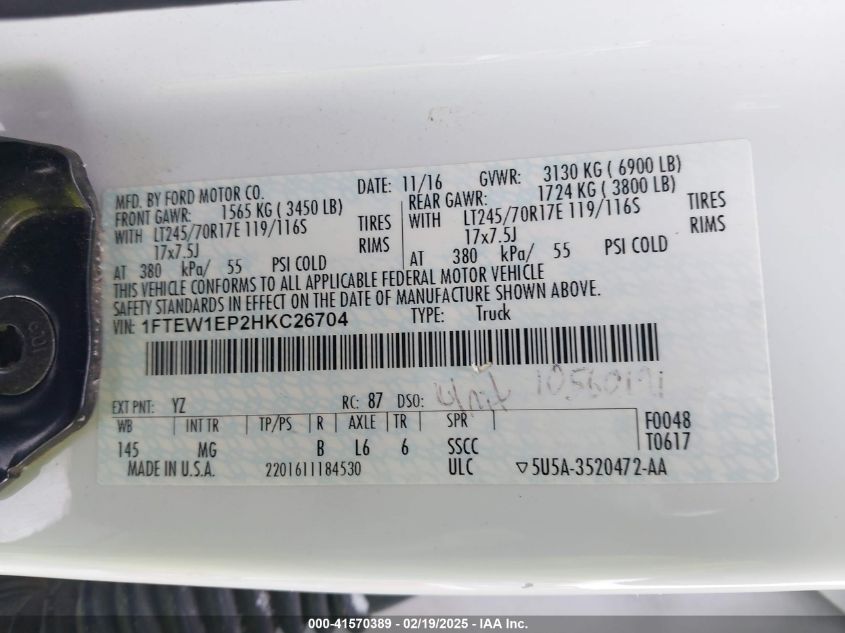 MFD. BY FORD MOTOR CO.
DATE: 11/16 GVWR: 3130 KG ( 6900 LB)
FRONT GAWR: 1565 KG ( 3450 LB)
WITH LT245/70R17E 119/116S TIRES
17x7.5J RIMS
AT 380 kPa/ 55 PSI COLD
REAR GAWR: 1724 KG ( 3800 LB)
WITH LT245/70R17E 119/116S TIRES
17x7.5J RIMS
AT 380 kPa/ 55 PSI COLD
THIS VEHICLE CONFORMS TO ALL APPLICABLE FEDERAL MOTOR VEHICLE
SAFETY STANDARDS IN EFFECT ON THE DATE OF MANUFACTURE SHOWN ABOVE.
VIN: 1FTEW1EP2HKC26704 TYPE: Truck
EXT PNT: YZ RC: 87 DSO: Unit
WB INT TR TP/PS R AXLE TR SPR F0048
145 MG B L6 6 SSCC T0617
MADE IN U.S.A. 2201611184530 ULC ▽5U5A-3520472-AA
000-41570389 - 02/19/2025 - IAA Inc.